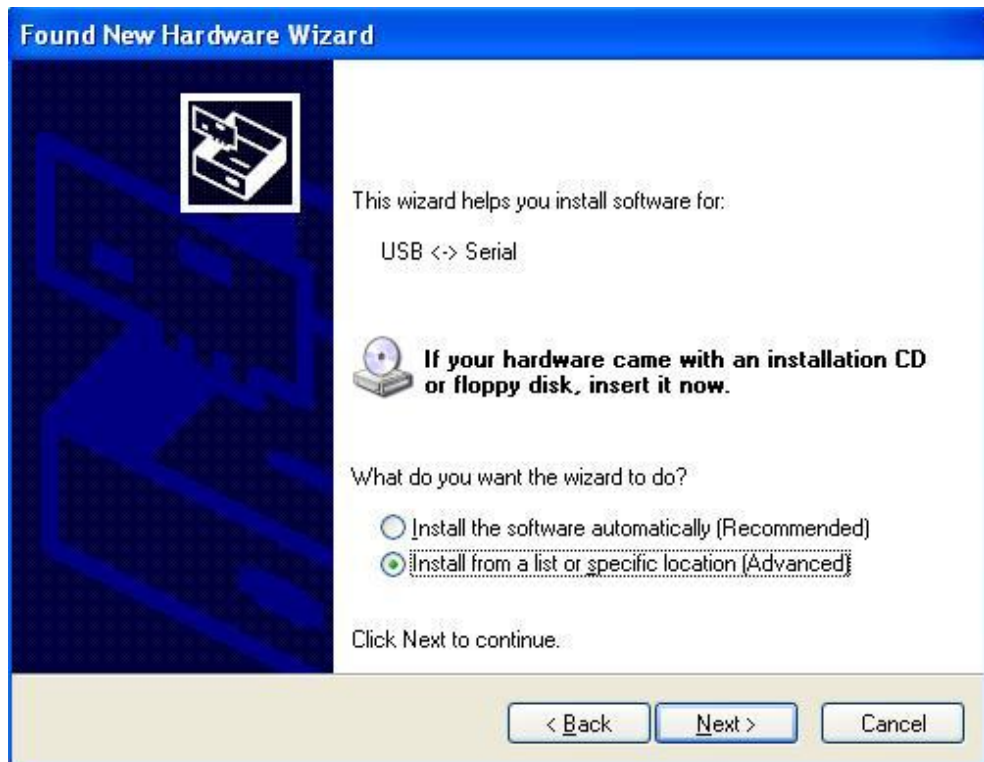 Found New Hardware Wizard
This wizard helps you install software for:
USB <-> Serial
If your hardware came with an installation CD
or floppy disk, insert it now.
What do you want the wizard to do?
Install the software automatically (Recommended)
Install from a list or specific location (Advanced)
Click Next to continue.
< Back
Next >
Cancel